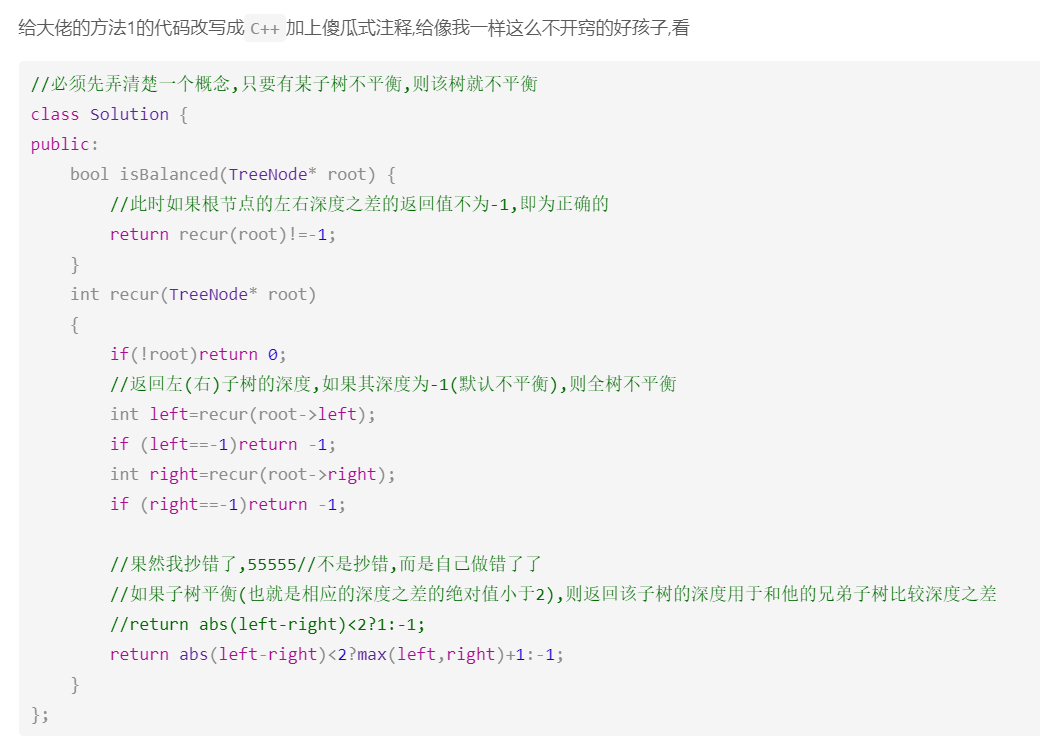 给大佬的方法1的代码改写成 C++ 加上傻瓜式注释,给像我一样这么不开窍的好孩子,看
//必须先弄清楚一个概念,只要有某子树不平衡,则该树就不平衡
class Solution {
public:
    bool isBalanced(TreeNode* root) {
        //此时如果根节点的左右深度之差的返回值不为-1,即为正确的
        return recur(root)!=-1;
    }
    int recur(TreeNode* root)
    {
        if(!root)return 0;
        //返回左(右)子树的深度,如果其深度为-1(默认不平衡),则全树不平衡
        int left=recur(root->left);
        if (left==-1)return -1;
        int right=recur(root->right);
        if (right==-1)return -1;
        //果然我抄错了,55555//不是抄错,而是自己做错了了
        //如果子树平衡(也就是相应的深度之差的绝对值小于2),则返回该子树的深度用于和他的兄弟子树比较深度之差
        //return abs(left-right)<2?1:-1;
        return abs(left-right)<2?max(left,right)+1:-1;
    }
};